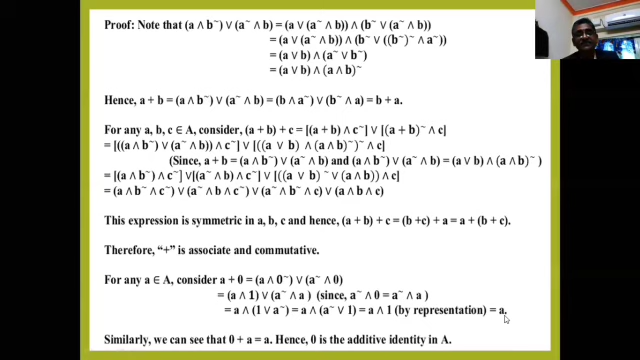 Proof: Note that (a ∧ b~) ∨ (a~ ∧ b) = (a ∨ (a~ ∧ b)) ∧ (b~ ∨ (a~ ∧ b))
= (a ∨ (a~ ∧ b)) ∧ (b~ ∨ ((b~)~ ∧ a~))
= (a ∨ b) ∧ (a~ ∨ b~)
= (a ∨ b) ∧ (a ∧ b)~
Hence, a + b = (a ∧ b~) ∨ (a~ ∧ b) = (b ∧ a~) ∨ (b~ ∧ a) = b + a.
For any a, b, c ∈ A, consider, (a + b) + c = [(a + b) ∧ c~] ∨ [(a + b)~ ∧ c]
= [((a ∧ b~) ∨ (a~ ∧ b)) ∧ c~] ∨ [((a ∨ b) ∧ (a ∧ b)~)~ ∧ c]
(Since, a + b = (a ∧ b~) ∨ (a~ ∧ b) and (a ∧ b~) ∨ (a~ ∧ b) = (a ∨ b) ∧ (a ∧ b)~ )
= [(a ∧ b~) ∧ c~] ∨[(a~ ∧ b) ∧ c~] ∨ [((a ∨ b) ~ ∨ (a ∧ b)) ∧ c]
= (a ∧ b~ ∧ c~) ∨ (a~ ∧ b ∧ c~) ∨ (a~ ∧ b~ ∧ c) ∨ (a ∧ b ∧ c)
This expression is symmetric in a, b, c and hence, (a + b) + c = (b +c) + a = a + (b + c).
Therefore, "+" is associate and commutative.
For any a ∈ A, consider a + 0 = (a ∧ 0~) ∨ (a~ ∧ 0)
= (a ∧ 1) ∨ (a~ ∧ a) (since, a~ ∧ 0 = a~ ∧ a )
= a ∧ (1 ∨ a~) = a ∧ (a~ ∨ 1) = a ∧ 1 (by representation) = a.
Similarly, we can see that 0 + a = a. Hence, 0 is the additive identity in A.